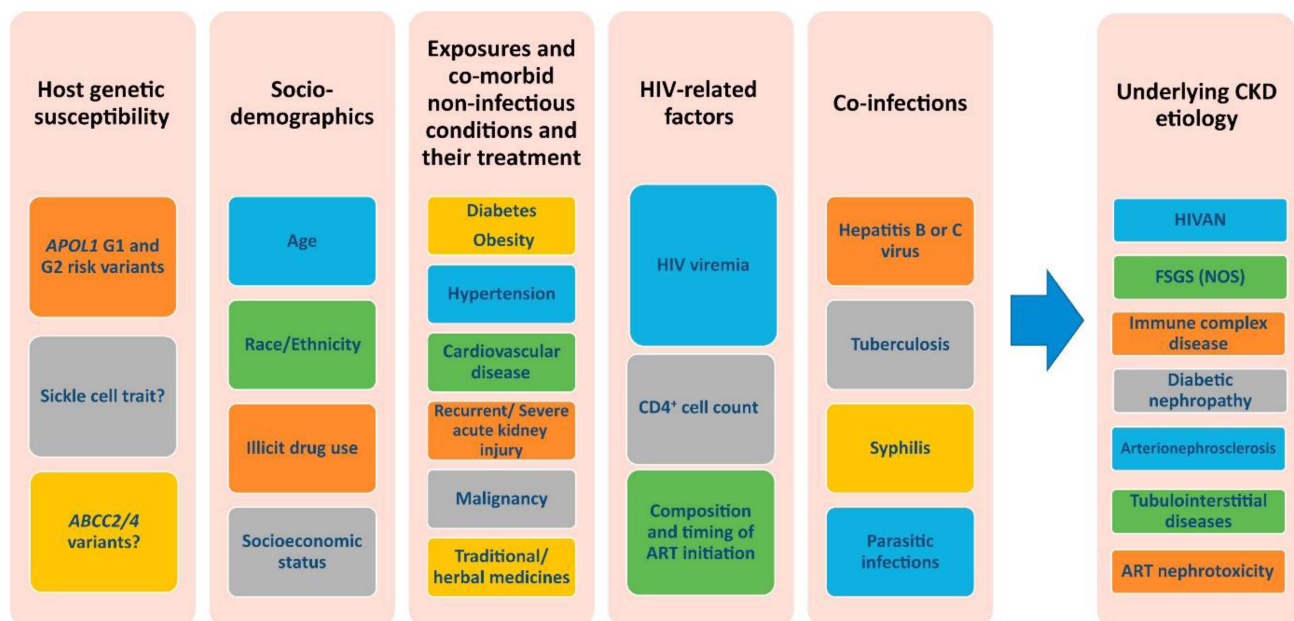 Host genetic
susceptibility
APOL1 G1 and
G2 risk variants
Sickle cell trait?
ABCC2/4
variants?
Socio-
demographics
Age
Race/Ethnicity
Illicit drug use
Socioeconomic
status
Exposures and
co-morbid
non-infectious
conditions and
their treatment
Diabetes
Obesity
Hypertension
Cardiovascular
disease
Recurrent/ Severe
acute kidney
injury
Malignancy
Traditional/
herbal medicines
HIV-related
factors
HIV viremia
CD4⁺ cell count
Composition
and timing of
ART initiation
Co-infections
Hepatitis B or C
virus
Tuberculosis
Syphilis
Parasitic
infections
Underlying CKD
etiology
HIVAN
FSGS (NOS)
Immune complex
disease
Diabetic
nephropaty
Arterionephrosclerosis
Tubulointerstitial
diseases
ART nephrotoxicity